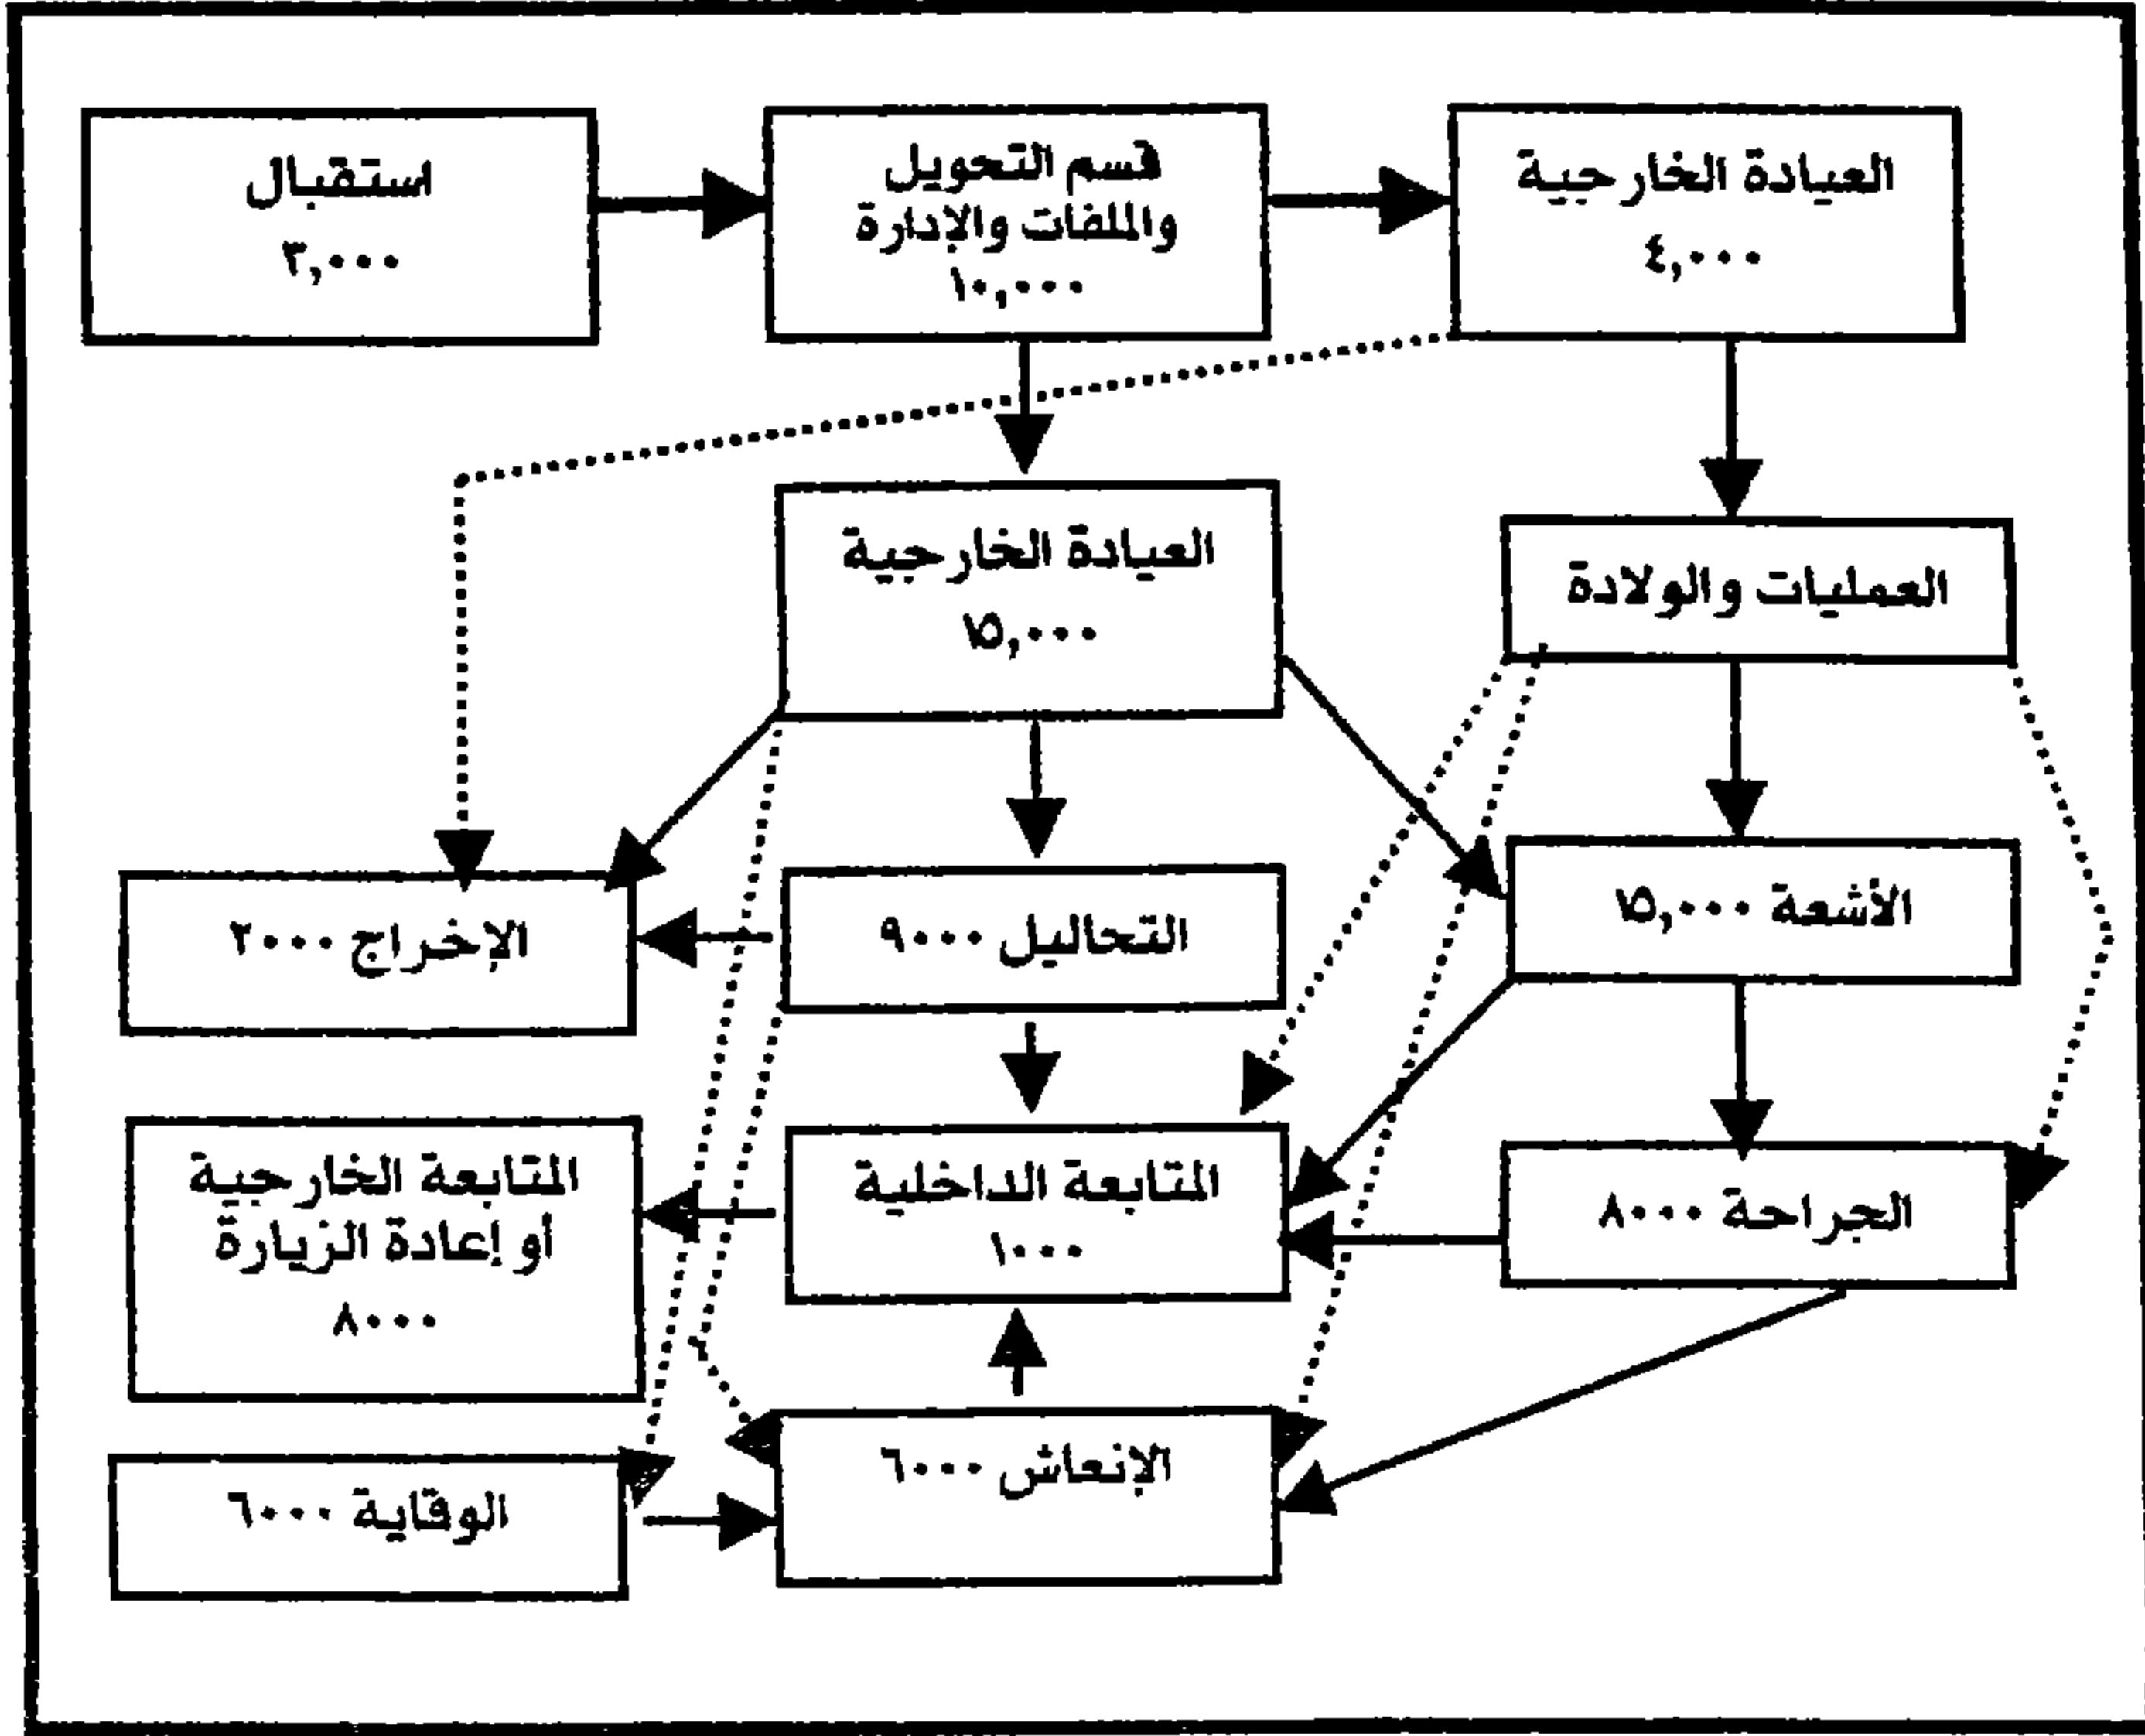 العيادة الخارجية
٤,٠٠٠
قسم التحويل
والملفات والإدارة
١٠,٠٠٠
استقبال
٣,٠٠٠
العمليات والولادة
العيادة الخارجية
١٥,٠٠٠
الأشعة ١٥,٠٠٠
التحاليل ٩٠٠٠
الإخراج ٢٠٠٠
الجراحة ٨٠٠٠
المتابعة الداخلية
١٠٠٠
المتابعة الخارجية
أو إعادة الزيارة
٨٠٠٠
الإنعاش ٦٠٠٠
الوقاية ٦٠٠٠